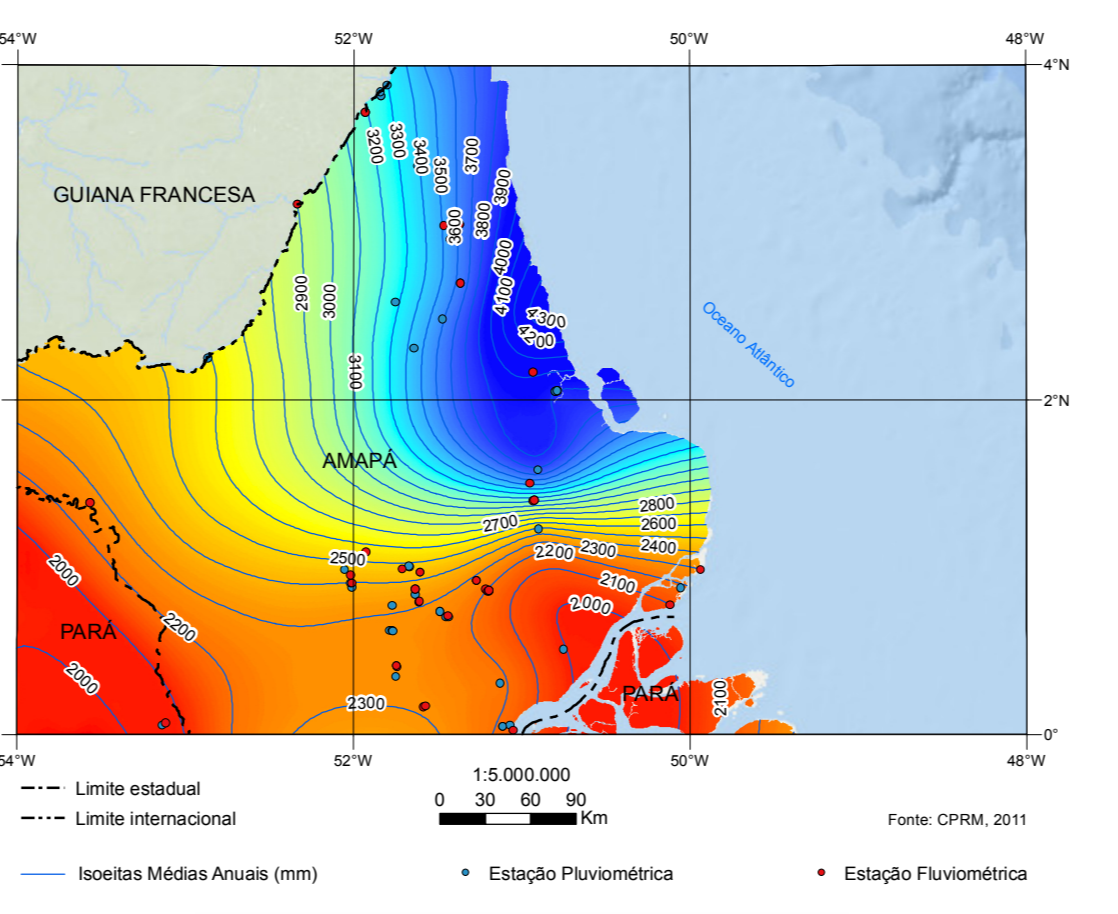 54°W
52°W
50°W
48°W
4°N
3200
3300
3400
3500
3600
3700
3800
3900
GUIANA FRANCESA
4000
4100
4300
4200
2900
3000
3100
Oceano Atlântico
2°N
AMAPÁ
2800
2700
2600
2500
2200
2300
2400
2000
2100
2000
2200
PARÁ
2000
PARÁ
2100
2300
0°
54°W
52°W
50°W
48°W
1:5.000.000
0 30 60 90
Km
Limite estadual
Limite internacional
Fonte: CPRM, 2011
Isoeitas Médias Anuais (mm)
Estação Pluviométrica
Estação Fluviométrica